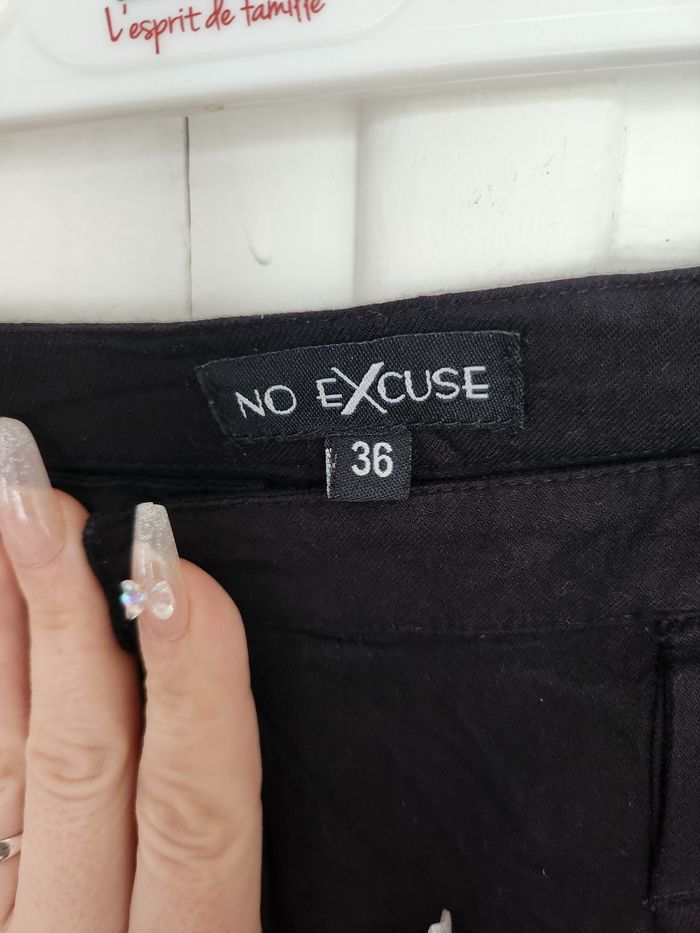 L'esprit de famille
NO EXCUSE
36